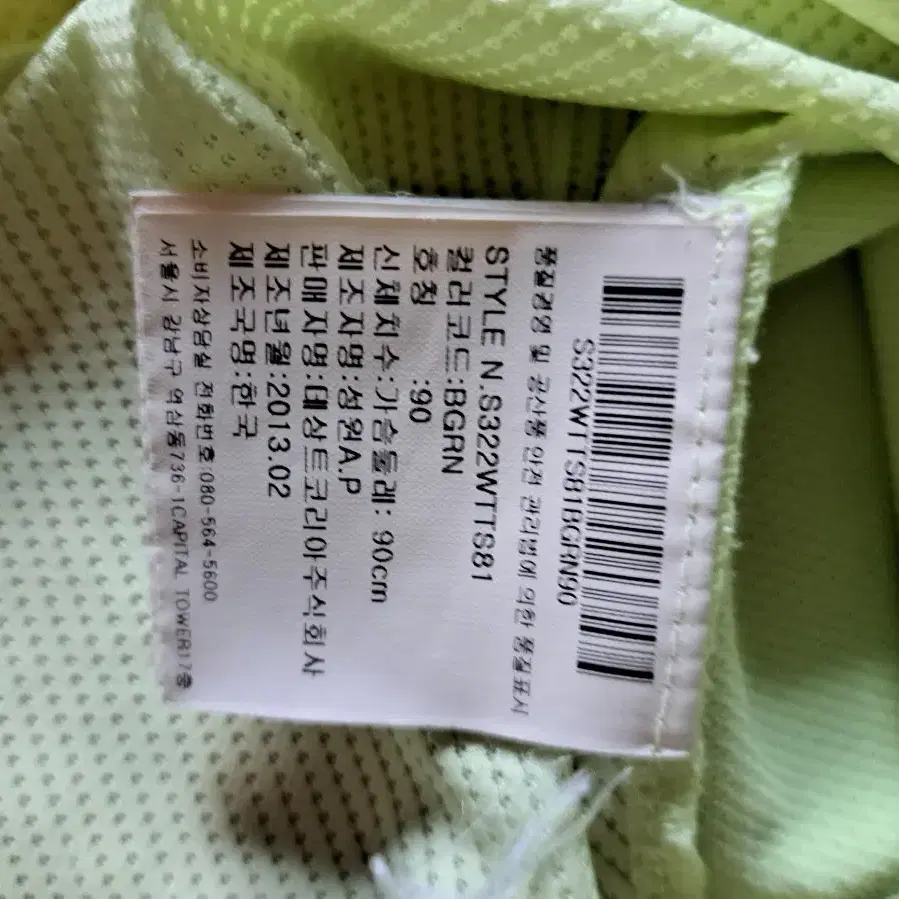 S322WTTS81BGRN90
품질경영 및 공산품 안전 관리법에 의한 품질표시
STYLE N.S322WTTS81
컬러코드:BGRN
호칭 :90
신체치수:가슴둘레: 90cm
제조자명:성원A.P
판매자명:대상트코리아주식회사
제조년월:2013.02
제조국명:한국
소비자상담실 전화번호:080-564-5600
서울시 강남구 역삼동736-1CAPITAL TOWER17층